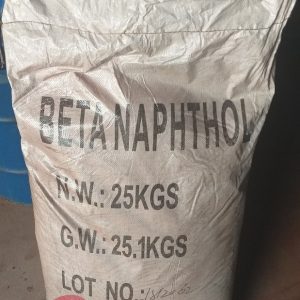 BETA NAPHTHOL
N.W.: 25KGS
G.W.: 25.1KGS
LOT NO.: